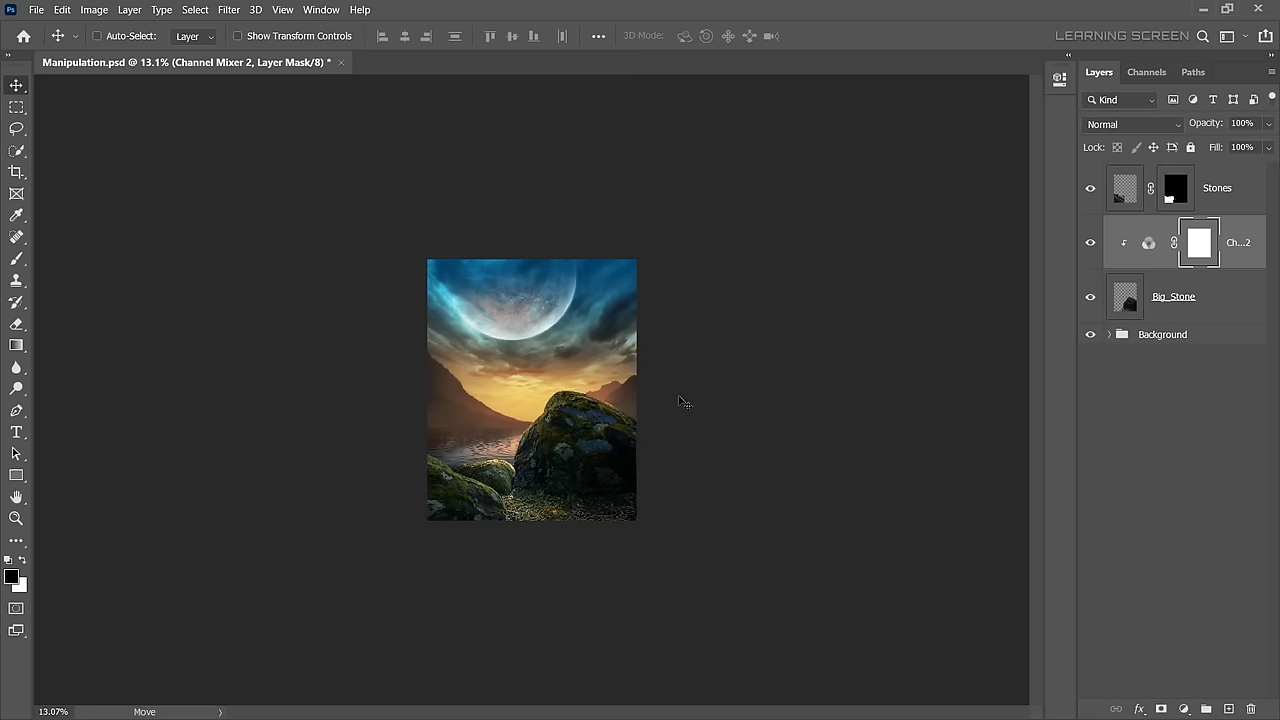 Ps File Edit Image Layer Type Select Filter 3D View Window Help
Auto-Select: Layer Show Transform Controls 3D Mode: LEARNING SCREEN
Manipulation.psd @ 13.1% (Channel Mixer 2, Layer Mask/8) *
Layers Channels Paths
Kind
Normal Opacity: 100%
Lock: Fill: 100%
Stones
Ch...2
Big_Stone
Background
13.07% Move